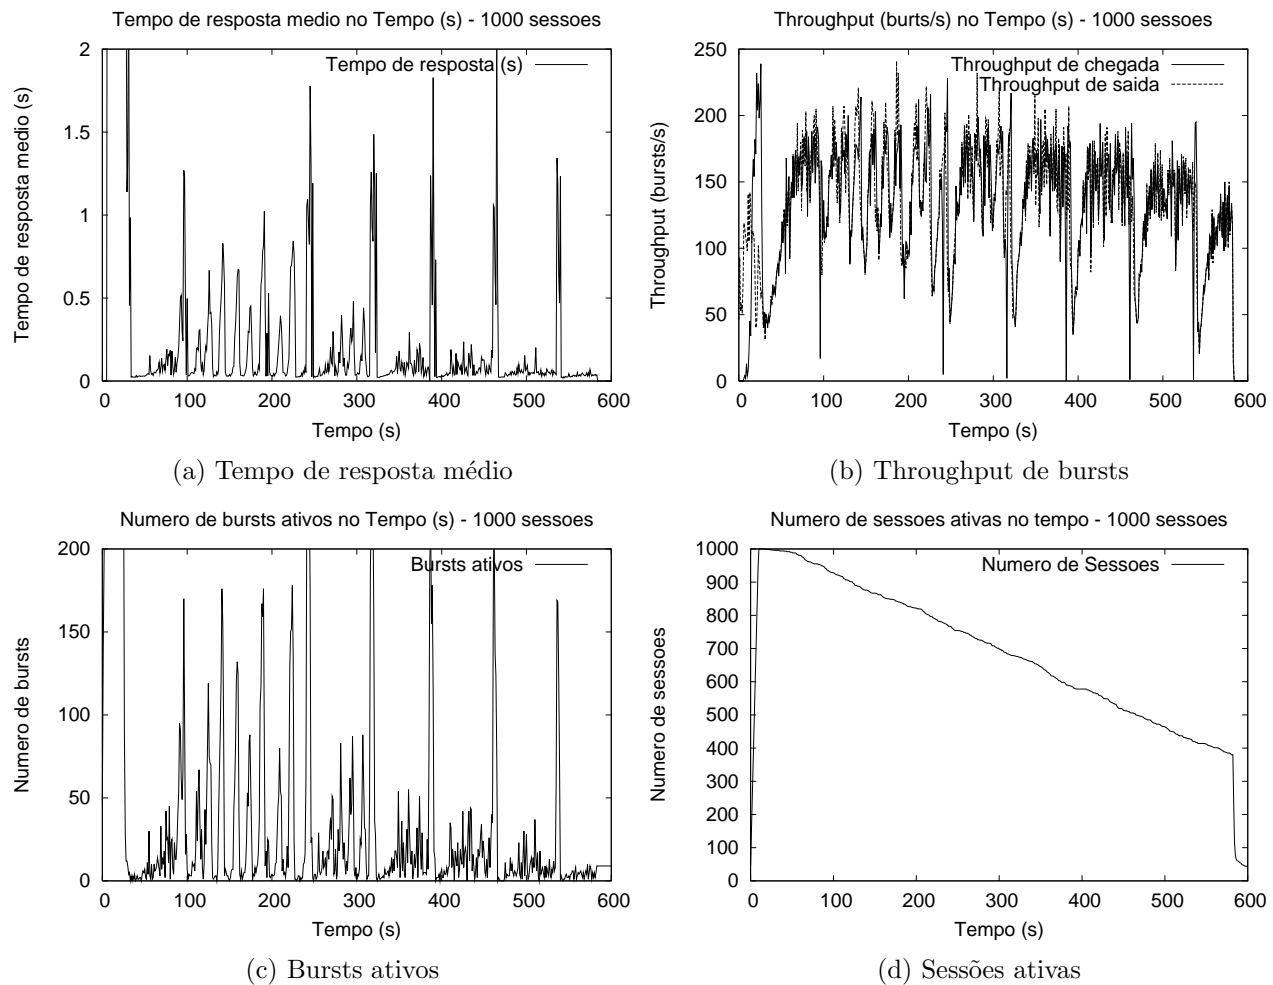 Tempo de resposta medio no Tempo (s) - 1000 sessoes
Tempo de resposta medio (s)
2
1.5
1
0.5
0
Tempo de resposta (s)
0 100 200 300 400 500 600
Tempo (s)
(a) Tempo de resposta médio
Throughput (burts/s) no Tempo (s) - 1000 sessoes
Throughput (bursts/s)
250
200
150
100
50
0
Throughput de chegada
Throughput de saida
0 100 200 300 400 500 600
Tempo (s)
(b) Throughput de bursts
Numero de bursts ativos no Tempo (s) - 1000 sessoes
Numero de bursts
200
150
100
50
0
Bursts ativos
0 100 200 300 400 500 600
Tempo (s)
(c) Bursts ativos
Numero de sessoes ativas no tempo - 1000 sessoes
Numero de sessoes
1000
900
800
700
600
500
400
300
200
100
0
Numero de Sessoes
0 100 200 300 400 500 600
Tempo (s)
(d) Sessões ativas